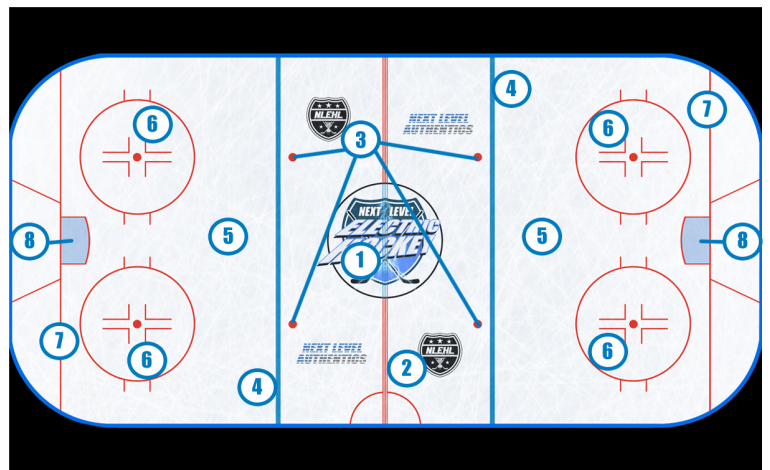 4
NLEHL
NEXT LEVEL
AUTHENTICS
7
6
6
3
NEXT LEVEL
ELECTRIC
HOCKEY
5
5
8
8
1
7
6
NEXT LEVEL
AUTHENTICS
2
NLEHL
6
4